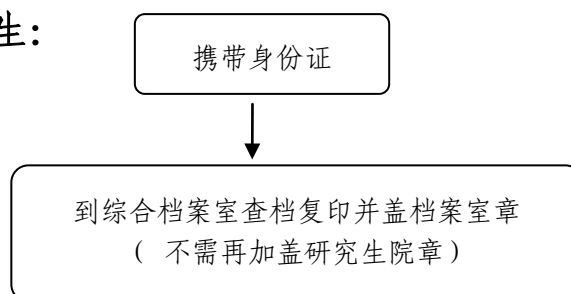 生：
携带身份证
到综合档案室查档复印并盖档案室章
（ 不需再加盖研究生院章）